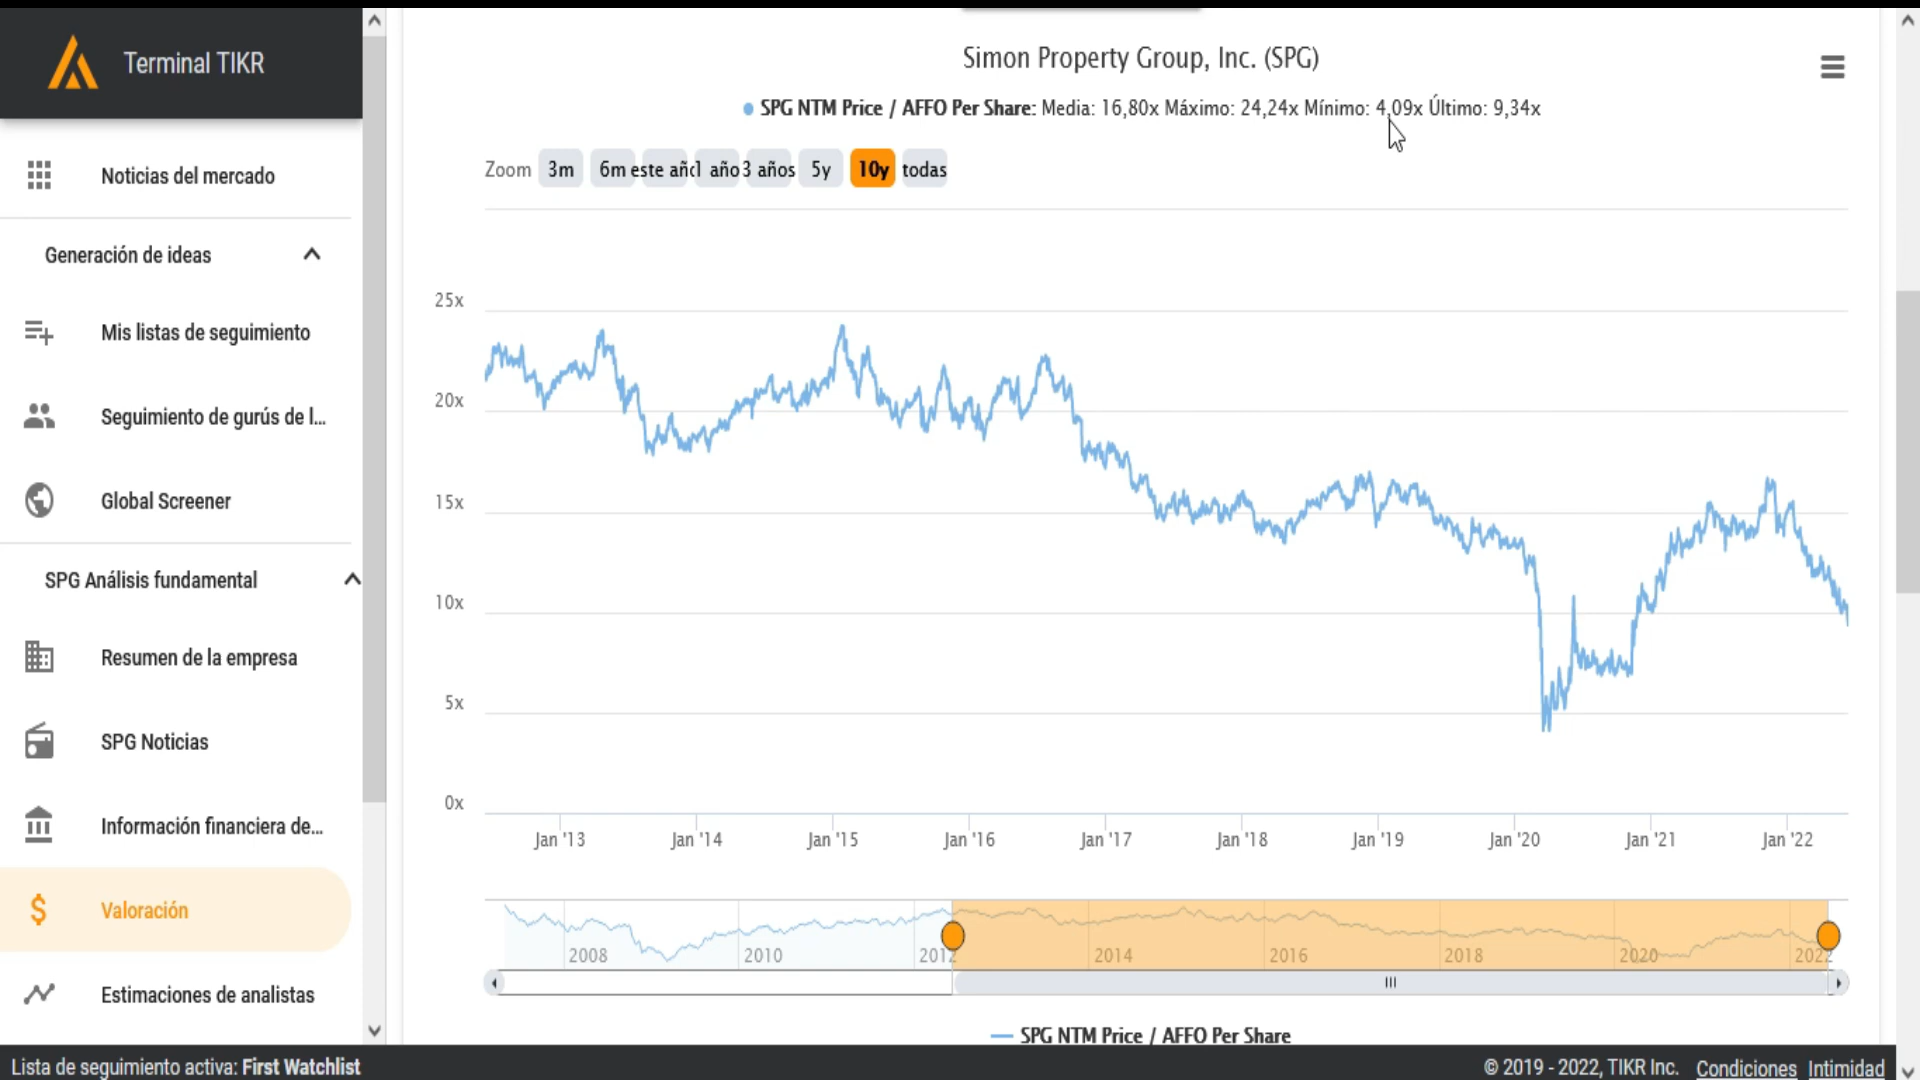 Terminal TIKR
Noticias del mercado
Generación de ideas
Mis listas de seguimiento
Seguimiento de gurús de l...
Global Screener
SPG Análisis fundamental
Resumen de la empresa
SPG Noticias
Información financiera de...
Valoración
Estimaciones de analistas
Simon Property Group, Inc. (SPG)
SPG NTM Price / AFFO Per Share: Media: 16,80x Máximo: 24,24x Mínimo: 4,09x Último: 9,34x
Zoom 3m 6m este año 1 año 3 años 5y 10y todas
25x
20x
15x
10x
5x
0x
Jan '13 Jan '14 Jan '15 Jan '16 Jan '17 Jan '18 Jan '19 Jan '20 Jan '21 Jan '22
2008 2010 2012 2014 2016 2018 2020 2022
SPG NTM Price / AFFO Per Share
Lista de seguimiento activa: First Watchlist
© 2019 - 2022, TIKR Inc. Condiciones Intimidad